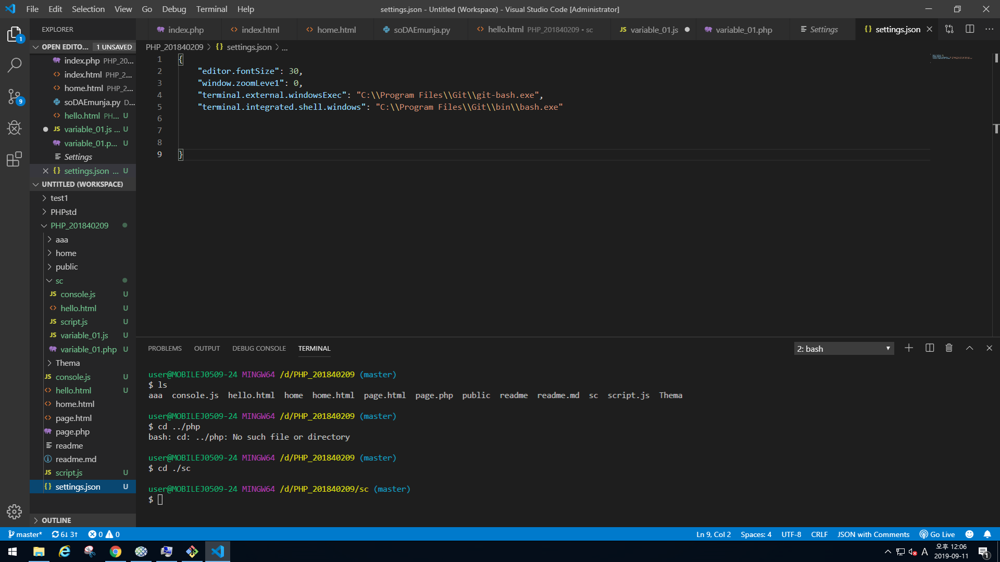 File Edit Selection View Go Debug Terminal Help
settings.json - Untitled (Workspace) - Visual Studio Code [Administrator]
EXPLORER
index.php
index.html
home.html
soDAEmunja.py
hello.html PHP_201840209 • sc
variable_01.js
variable_01.php
Settings
settings.json
1
9
OPEN EDITO... 1 UNSAVED
index.php PHP_20...
index.html PHP_2...
home.html PHP_2...
soDAEmunja.py D...
hello.html PH... U
variable_01.js ... U
variable_01.p... U
Settings
settings.json ... U
UNTITLED (WORKSPACE)
test1
PHPstd
PHP_201840209
aaa
home
public
sc
console.js U
hello.html U
script.js U
variable_01.js U
variable_01.php U
Thema
console.js U
hello.html U
home.html
page.html
page.php
readme
readme.md
script.js U
settings.json U
OUTLINE
PHP_201840209 > settings.json > ...
1 {
2 "editor.fontSize": 30,
3 "window.zoomLeve1": 0,
4 "terminal.external.windowsExec": "C:\\Program Files\\Git\\git-bash.exe",
5 "terminal.integrated.shell.windows": "C:\\Program Files\\Git\\bin\\bash.exe"
6
7
8
9 }
PROBLEMS OUTPUT DEBUG CONSOLE TERMINAL
2: bash
user@MOBILEJ0509-24 MINGW64 /d/PHP_201840209 (master)
$ ls
aaa console.js hello.html home home.html page.html page.php public readme readme.md sc script.js Thema
user@MOBILEJ0509-24 MINGW64 /d/PHP_201840209 (master)
$ cd ../php
bash: cd: ../php: No such file or directory
user@MOBILEJ0509-24 MINGW64 /d/PHP_201840209 (master)
$ cd ./sc
user@MOBILEJ0509-24 MINGW64 /d/PHP_201840209/sc (master)
$
master* 6↓ 3↑ 0 0
Ln 9, Col 2 Spaces: 4 UTF-8 CRLF JSON with Comments Go Live
A 오후 12:06
2019-09-11
1